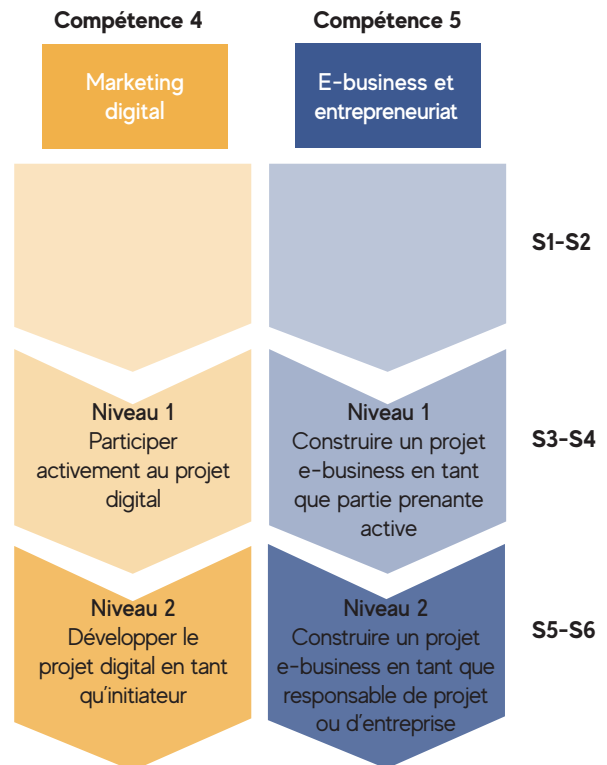 Compétence 4
Marketing
digital
Compétence 5
E-business et
entrepreneuriat
S1-S2
Niveau 1
Participer
activement au projet
digital
Niveau 1
Construire un projet
e-business en tant
que partie prenante
active
S3-S4
Niveau 2
Développer le
projet digital en tant
qu'initiateur
Niveau 2
Construire un projet
e-business en tant que
responsable de projet
ou d'entreprise
S5-S6